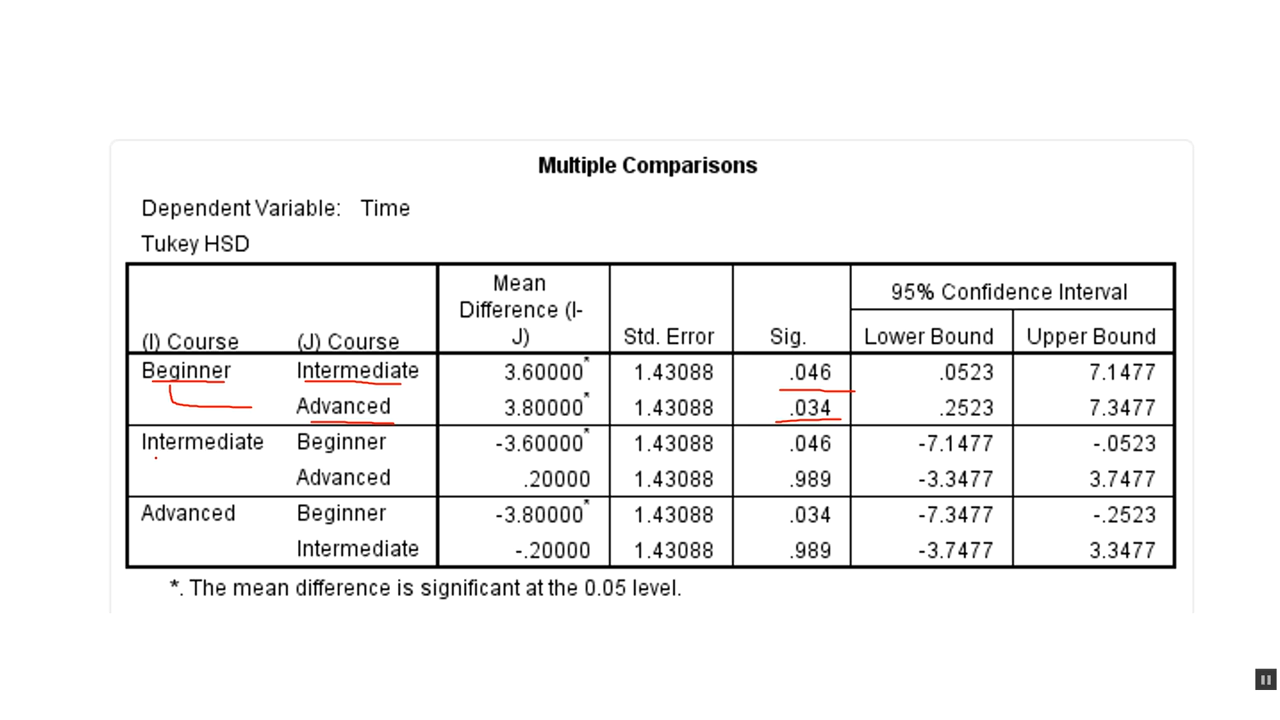 Multiple Comparisons
Dependent Variable: Time
Tukey HSD
(I) Course (J) Course Mean Difference (I-J) Std. Error Sig. 95% Confidence Interval
Lower Bound Upper Bound
Beginner Intermediate 3.60000* 1.43088 .046 .0523 7.1477
Advanced 3.80000* 1.43088 .034 .2523 7.3477
Intermediate Beginner -3.60000* 1.43088 .046 -7.1477 -.0523
Advanced .20000 1.43088 .989 -3.3477 3.7477
Advanced Beginner -3.80000* 1.43088 .034 -7.3477 -.2523
Intermediate -.20000 1.43088 .989 -3.7477 3.3477
*. The mean difference is significant at the 0.05 level.